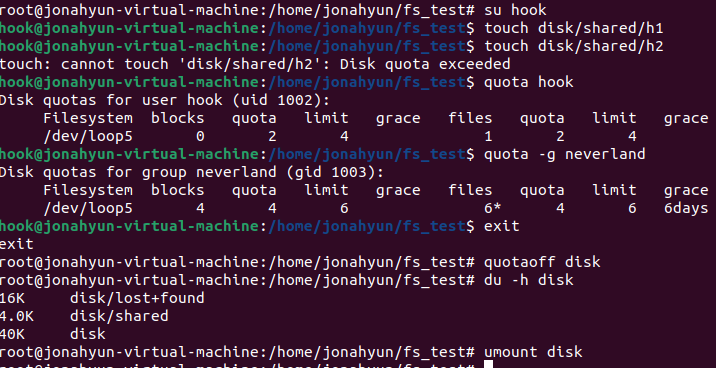 root@jonahyun-virtual-machine:/home/jonahyun/fs_test# su hook
hook@jonahyun-virtual-machine:/home/jonahyun/fs_test$ touch disk/shared/h1
hook@jonahyun-virtual-machine:/home/jonahyun/fs_test$ touch disk/shared/h2
touch: cannot touch 'disk/shared/h2': Disk quota exceeded
hook@jonahyun-virtual-machine:/home/jonahyun/fs_test$ quota hook
Disk quotas for user hook (uid 1002):
     Filesystem  blocks   quota   limit   grace   files   quota   limit   grace
     /dev/loop5       0       2       4               1       2       4
hook@jonahyun-virtual-machine:/home/jonahyun/fs_test$ quota -g neverland
Disk quotas for group neverland (gid 1003):
     Filesystem  blocks   quota   limit   grace   files   quota   limit   grace
     /dev/loop5       4       4       6               6*      4       6   6days
hook@jonahyun-virtual-machine:/home/jonahyun/fs_test$ exit
exit
root@jonahyun-virtual-machine:/home/jonahyun/fs_test# quotaoff disk
root@jonahyun-virtual-machine:/home/jonahyun/fs_test# du -h disk
16K     disk/lost+found
4.0K    disk/shared
40K     disk
root@jonahyun-virtual-machine:/home/jonahyun/fs_test# umount disk
root@jonahyun-virtual-machine:/home/jonahyun/fs_test#